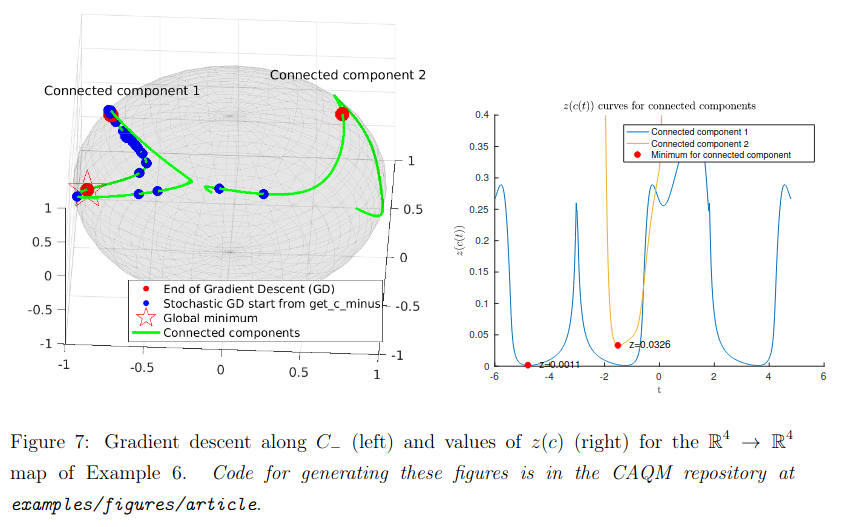 Connected component 2
Connected component 1
1
0.5
0
-0.5
-1
1
0.5
0
-0.5
-1
-1
-0.5
0
0.5
1
End of Gradient Descent (GD)
Stochastic GD start from get_c_minus
Global minimum
Connected components
z(c(t)) curves for connected components
0.4
0.35
0.3
0.25
0.2
0.15
0.1
0.05
0
z(c(t))
Connected component 1
Connected component 2
Minimum for connected component
z=0.0326
z=0.0011
-6
-4
-2
0
2
4
6
t
Figure 7: Gradient descent along C₋ (left) and values of z(c) (right) for the ℝ⁴ → ℝ⁴
map of Example 6. Code for generating these figures is in the CAQM repository at
examples/figures/article.